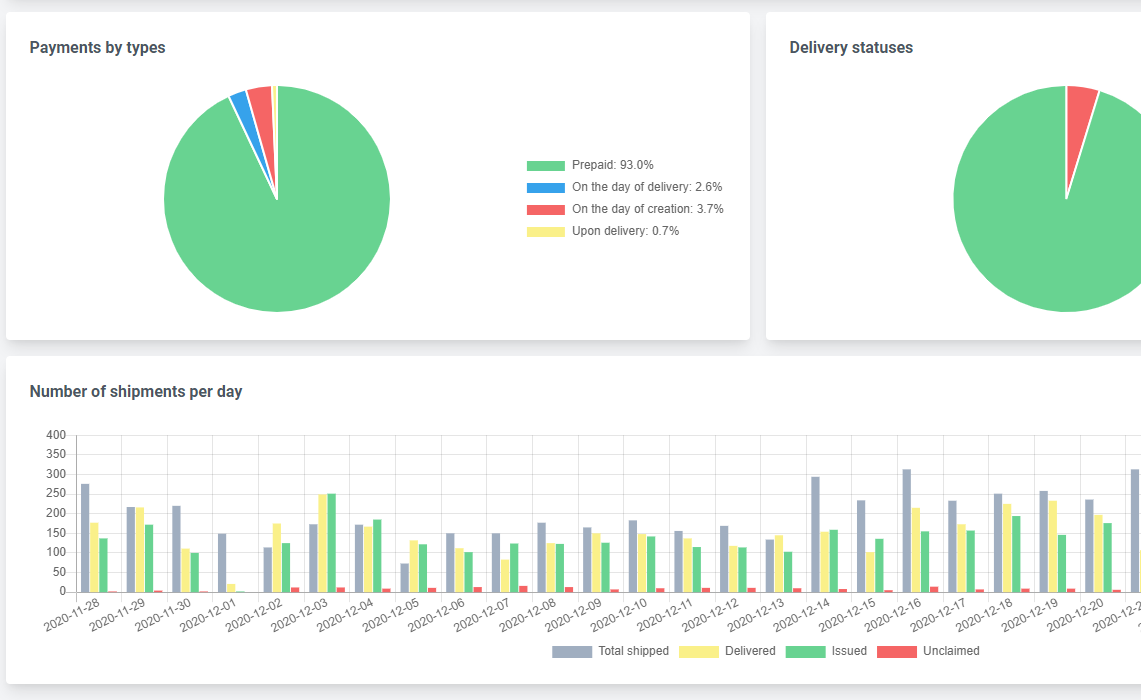 Payments by types
Prepaid: 93.0%
On the day of delivery: 2.6%
On the day of creation: 3.7%
Upon delivery: 0.7%
Delivery statuses
Number of shipments per day
400
350
300
250
200
150
100
50
0
2020-11-28 2020-11-29 2020-11-30 2020-12-01 2020-12-02 2020-12-03 2020-12-04 2020-12-05 2020-12-06 2020-12-07 2020-12-08 2020-12-09 2020-12-10 2020-12-11 2020-12-12 2020-12-13 2020-12-14 2020-12-15 2020-12-16 2020-12-17 2020-12-18 2020-12-19 2020-12-20
Total shipped Delivered Issued Unclaimed